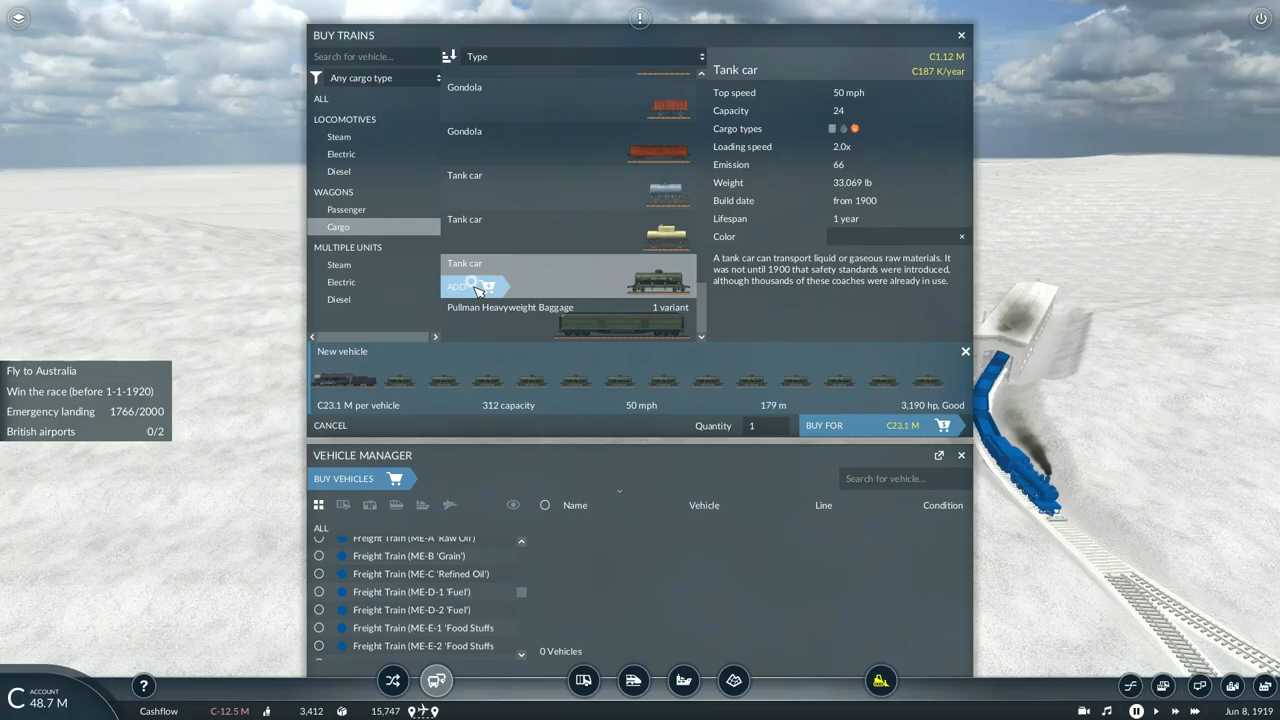 BUY TRAINS
Search for vehicle...
Type
C1.12 M
Any cargo type
Tank car
C187 K/year
ALL
LOCOMOTIVES
Steam
Electric
Diesel
WAGONS
Passenger
Cargo
MULTIPLE UNITS
Steam
Electric
Diesel
Gondola
Gondola
Tank car
Tank car
Tank car
ADD
Pullman Heavyweight Baggage
1 variant
Top speed 50 mph
Capacity 24
Cargo types
Loading speed 2.0x
Emission 66
Weight 33,069 lb
Build date from 1900
Lifespan 1 year
Color
A tank car can transport liquid or gaseous raw materials. It
was not until 1900 that safety standards were introduced,
although thousands of these coaches were already in use.
New vehicle
C23.1 M per vehicle 312 capacity 50 mph 179 m 3,190 hp, Good
CANCEL Quantity 1 BUY FOR C23.1 M
Fly to Australia
Win the race (before 1-1-1920)
Emergency landing 1766/2000
British airports 0/2
VEHICLE MANAGER
BUY VEHICLES
Search for vehicle...
Name Vehicle Line Condition
ALL
Freight Train (ME-A 'Raw Oil')
Freight Train (ME-B 'Grain')
Freight Train (ME-C 'Refined Oil')
Freight Train (ME-D-1 'Fuel')
Freight Train (ME-D-2 'Fuel')
Freight Train (ME-E-1 'Food Stuffs
Freight Train (ME-E-2 'Food Stuffs
0 Vehicles
C ACCOUNT
48.7 M
?
Cashflow C-12.5 M 3,412 15,747
Jun 8, 1919